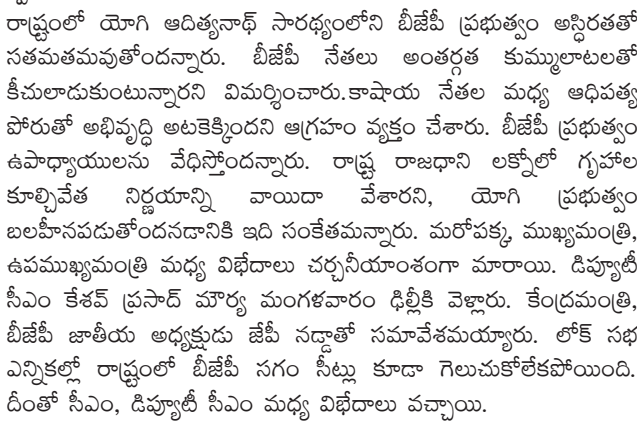 రాష్ట్రంలో యోగి ఆదిత్యనాథ్ సారథ్యంలోని బీజేపీ ప్రభుత్వం అస్థిరతతో
సతమతమవుతోందన్నారు. బీజేపీ నేతలు అంతర్గత కుమ్ములాటలతో
కీచులాడుకుంటున్నారని విమర్శించారు.కాషాయ నేతల మధ్య ఆధిపత్య
పోరుతో అభివృద్ధి అటకెక్కిందని ఆగ్రహం వ్యక్తం చేశారు. బీజేపీ ప్రభుత్వం
ఉపాధ్యాయులను వేధిస్తోందన్నారు. రాష్ట్ర రాజధాని లక్నోలో గృహాల
కూల్చివేత నిర్ణయాన్ని వాయిదా వేశారని, యోగి ప్రభుత్వం
బలహీనపడుతోందనడానికి ఇది సంకేతమన్నారు. మరోపక్క ముఖ్యమంత్రి,
ఉపముఖ్యమంత్రి మధ్య విభేదాలు చర్చనీయాంశంగా మారాయి. డిప్యూటీ
సీఎం కేశవ్ ప్రసాద్ మౌర్య మంగళవారం ఢిల్లీకి వెళ్లారు. కేంద్రమంత్రి,
బీజేపీ జాతీయ అధ్యక్షుడు జేపీ నడ్డాతో సమావేశమయ్యారు. లోక్ సభ
ఎన్నికల్లో రాష్ట్రంలో బీజేపీ సగం సీట్లు కూడా గెలుచుకోలేకపోయింది.
దీంతో సీఎం, డిప్యూటీ సీఎం మధ్య విభేదాలు వచ్చాయి.